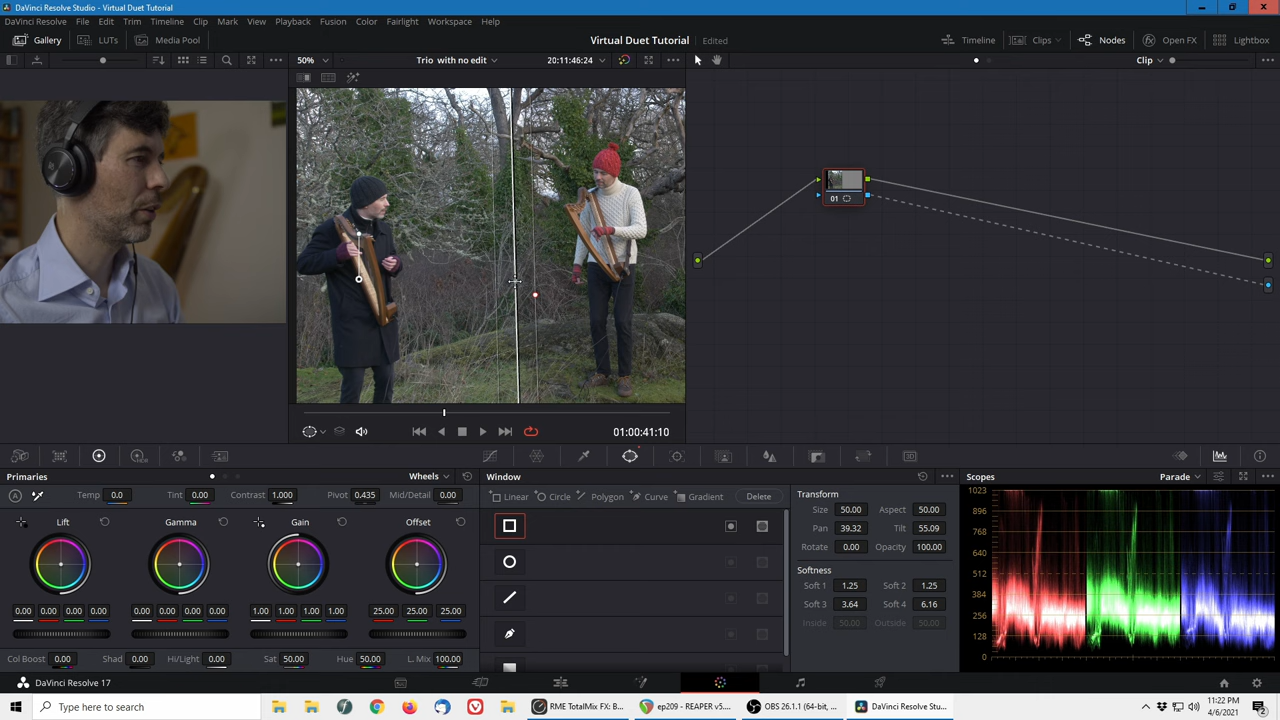 DaVinci Resolve Studio - Virtual Duet Tutorial
DaVinci Resolve File Edit Trim Timeline Clip Mark View Playback Fusion Color Fairlight Workspace Help
Gallery LUTs Media Pool Virtual Duet Tutorial Edited Timeline Clips Nodes Open FX Lightbox
50% Trio with no edit 20:11:46:24 Clip
01
01:00:41:10
Primaries Wheels Window Scopes Parade
Temp 0.0 Tint 0.00 Contrast 1.000 Pivot 0.435 Mid/Detail 0.00
Linear Circle Polygon Curve Gradient Delete
Lift Gamma Gain Offset
0.00 0.00 0.00 0.00 0.00 0.00 0.00 0.00 1.00 1.00 1.00 1.00 25.00 25.00 25.00
Col Boost 0.00 Shad 0.00 Hi/Light 0.00 Sat 50.00 Hue 50.00 L. Mix 100.00
Transform
Size 50.00 Aspect 50.00
Pan 39.32 Tilt 55.09
Rotate 0.00 Opacity 100.00
Softness
Soft 1 1.25 Soft 2 1.25
Soft 3 3.64 Soft 4 6.16
Inside 50.00 Outside 50.00
1023
896
768
640
512
384
256
128
0
DaVinci Resolve 17
Type here to search
RME TotalMix FX: B...
ep209 - REAPER v5....
OBS 26.1.1 (64-bit, ...
DaVinci Resolve Stu...
11:22 PM
4/6/2021
2